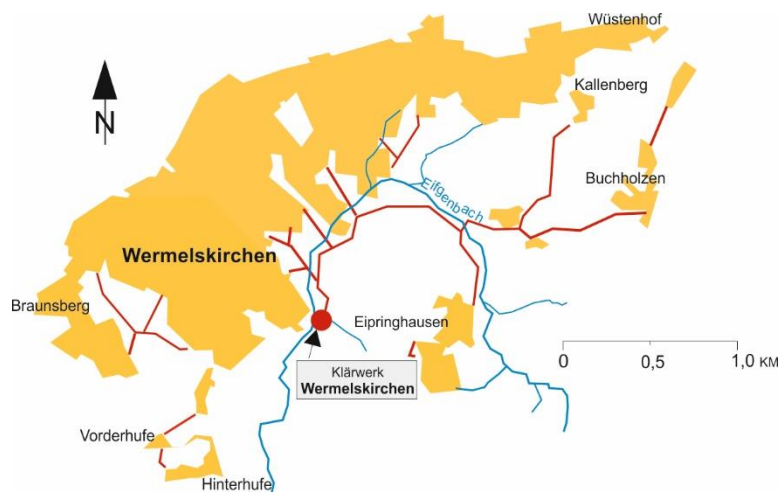 Wüstenhof
Kallenberg
N
Buchholzen
Eifgenbach
Wermelskirchen
Braunsberg
Eipringhausen
0 0,5 1,0 KM
Klärwerk
Wermelskirchen
Vorderhufe
Hinterhufe